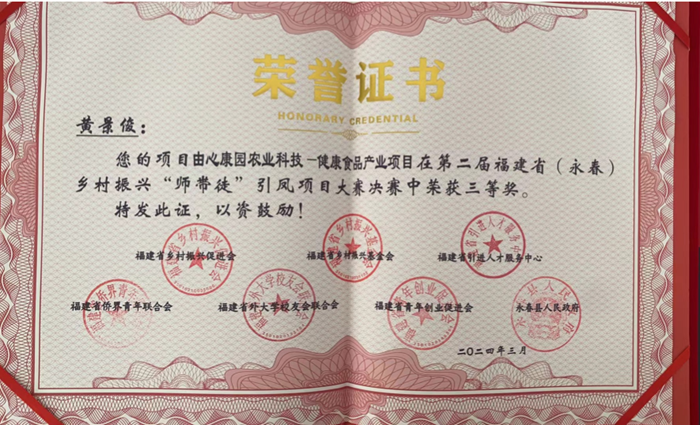 荣誉证书
HONORARY CREDENTIAL
黄景俊：
您的项目由心康园农业科技－健康食品产业项目在第二届福建省（永春）
乡村振兴“师带徒”引凤项目大赛决赛中荣获三等奖。
特发此证，以资鼓励！
福建省乡村振兴促进会 福建省乡村振兴基金会 福建省引进人才服务中心
福建省侨界青年联合会 福建省外大学校友会联合会 福建省青年创业促进会 永春县人民政府
二〇二四年三月